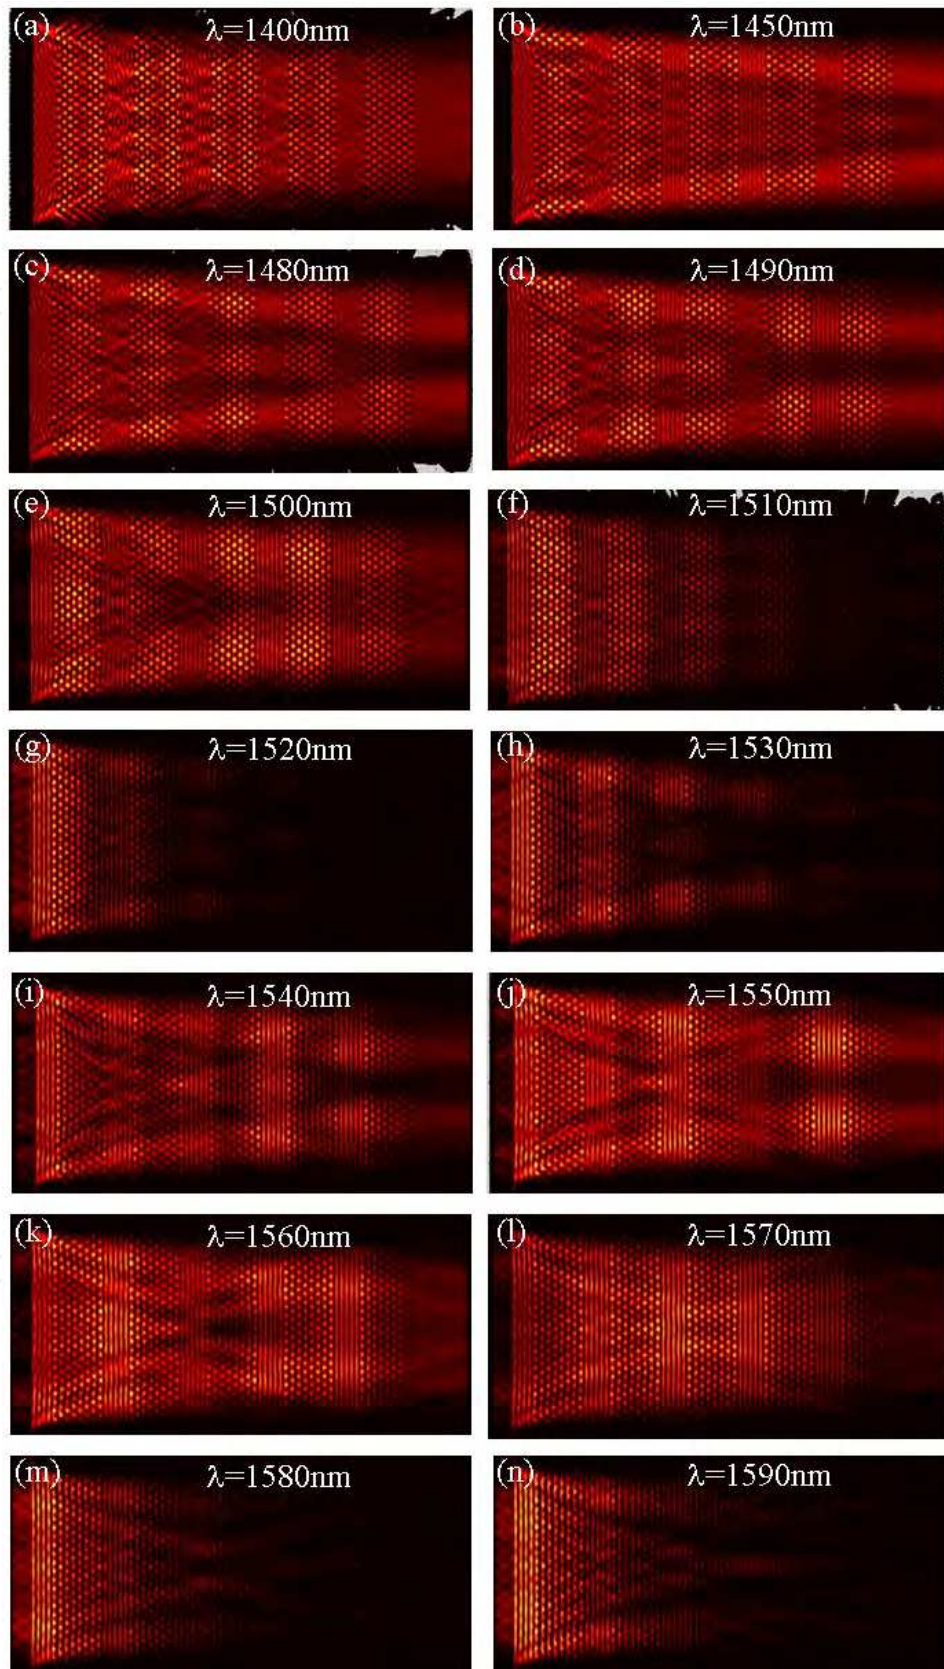 (a) λ=1400nm
(b) λ=1450nm
(c) λ=1480nm
(d) λ=1490nm
(e) λ=1500nm
(f) λ=1510nm
(g) λ=1520nm
(h) λ=1530nm
(i) λ=1540nm
(j) λ=1550nm
(k) λ=1560nm
(l) λ=1570nm
(m) λ=1580nm
(n) λ=1590nm